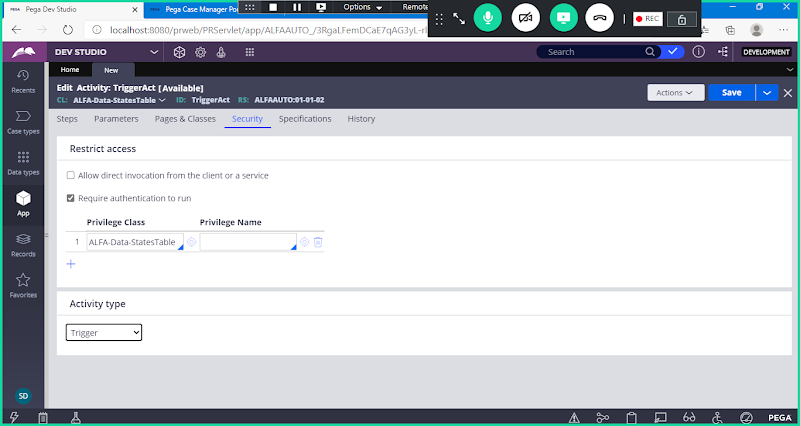 PEGA Pega Dev Studio
PEGA Pega Case Manager Po
Options
Remote
REC
localhost:8080/prweb/PRServlet/app/ALFAAUTO_/3RgaLFemDCaE7qAG3yL-rl
DEV STUDIO
Search
DEVELOPMENT
Home
New
Recents
Case types
Data types
App
Records
Favorites
SD
Edit Activity: TriggerAct [Available]
CL: ALFA-Data-StatesTable ID: TriggerAct RS: ALFAAUTO:01-01-02
Actions
Save
Steps Parameters Pages & Classes Security Specifications History
Restrict access
Allow direct invocation from the client or a service
Require authentication to run
Privilege Class Privilege Name
1 ALFA-Data-StatesTable
Activity type
Trigger
PEGA